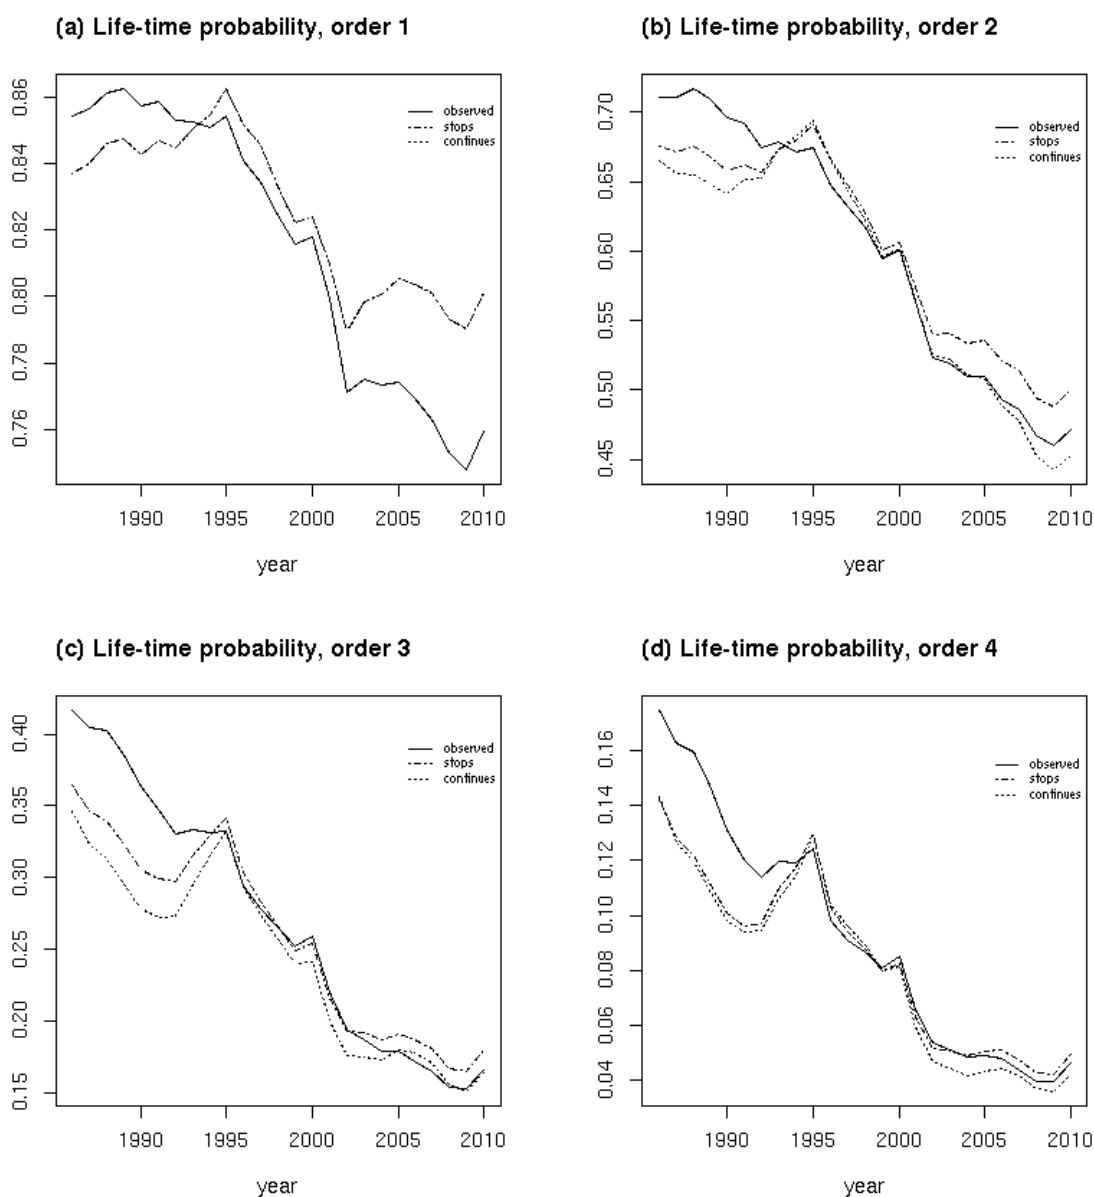 (a) Life-time probability, order 1
0.86
0.84
0.82
0.80
0.78
0.76
observed
stops
continues
1990 1995 2000 2005 2010
year
(b) Life-time probability, order 2
0.70
0.65
0.60
0.55
0.50
0.45
observed
stops
continues
1990 1995 2000 2005 2010
year
(c) Life-time probability, order 3
0.40
0.35
0.30
0.25
0.20
0.15
observed
stops
continues
1990 1995 2000 2005 2010
year
(d) Life-time probability, order 4
0.16
0.14
0.12
0.10
0.08
0.06
0.04
observed
stops
continues
1990 1995 2000 2005 2010
year